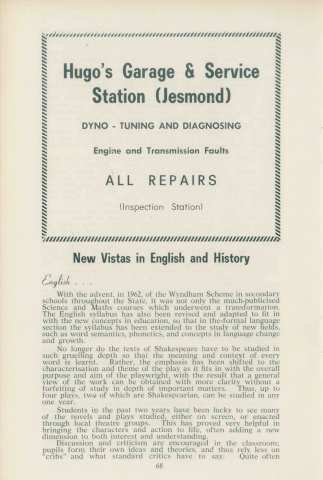 Hugo's Garage & Service
Station (Jesmond)
DYNO - TUNING AND DIAGNOSING
Engine and Transmission Faults
ALL REPAIRS
(Inspection Station)
New Vistas in English and History
English . . .
With the advent, in 1962, of the Wyndham Scheme in secondary
schools throughout the State, it was not only the much-publicised
Science and Maths courses which underwent a transformation.
The English syllabus has also been revised and adapted to fit in
with the new concepts in education, so that in the-formal language
section the syllabus has been extended to the study of new fields,
such as word semantics, phonetics, and concepts in language change
and growth.
No longer do the texts of Shakespeare have to be studied in
such gruelling depth so that the meaning and context of every
word is learnt. Rather, the emphasis has been shifted to the
characterisation and theme of the play as it fits in with the overall
purpose and aim of the playwright, with the result that a general
view of the work can be obtained with more clarity without a
forfeiting of study in depth of important matters. Thus, up to
four plays, two of which are Shakespearian, can be studied in any
one year.
Students in the past two years have been lucky to see many
of the novels and plays studied, either on screen, or enacted
through local theatre groups. This has proved very helpful in
bringing the characters and action to life, often adding a new
dimension to both interest and understanding.
Discussion and criticism are encouraged in the classroom;
pupils form their own ideas and theories, and thus rely less on
"cribs" and what standard critics have to say. Quite often
68